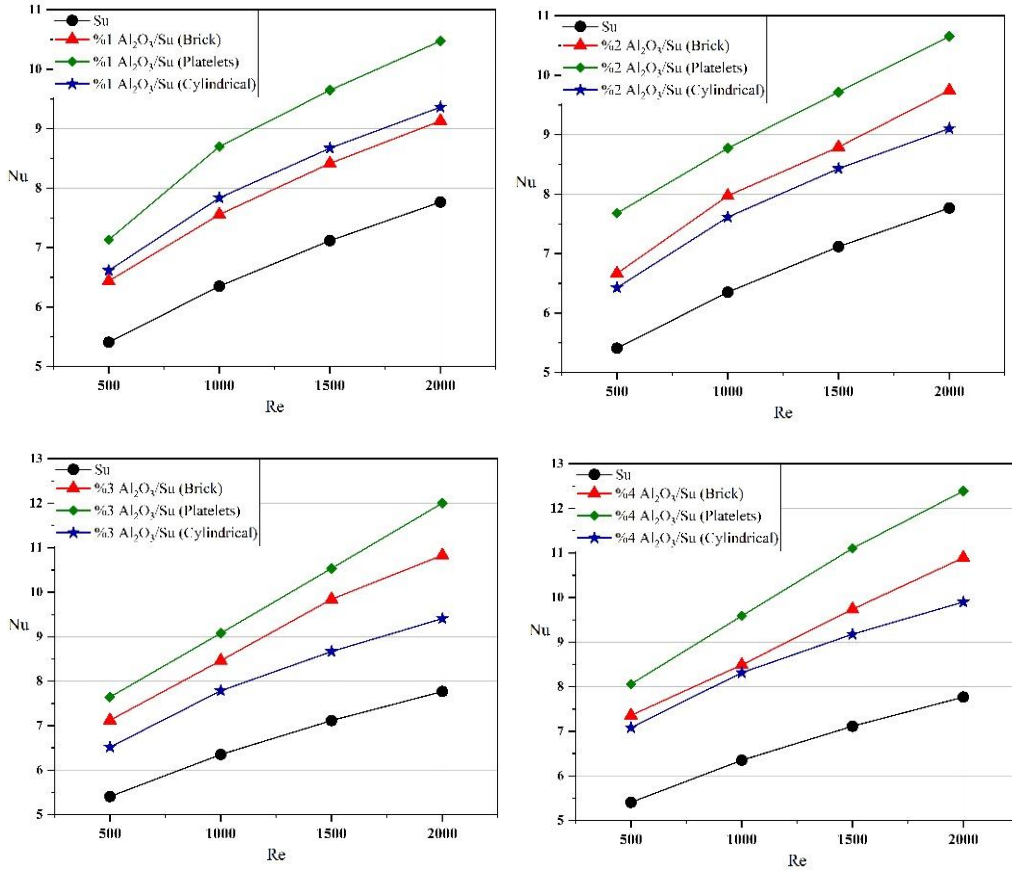 Su
%1 Al₂O₃/Su (Brick)
%1 Al₂O₃/Su (Platelets)
%1 Al₂O₃/Su (Cylindrical)
11
10
9
8
7
6
5
Nu
500 1000 1500 2000
Re
Su
%2 Al₂O₃/Su (Brick)
%2 Al₂O₃/Su (Platelets)
%2 Al₂O₃/Su (Cylindrical)
11
10
9
8
7
6
5
Nu
500 1000 1500 2000
Re
Su
%3 Al₂O₃/Su (Brick)
%3 Al₂O₃/Su (Platelets)
%3 Al₂O₃/Su (Cylindrical)
13
12
11
10
9
8
7
6
5
Nu
500 1000 1500 2000
Re
Su
%4 Al₂O₃/Su (Brick)
%4 Al₂O₃/Su (Platelets)
%4 Al₂O₃/Su (Cylindrical)
13
12
11
10
9
8
7
6
5
Nu
500 1000 1500 2000
Re